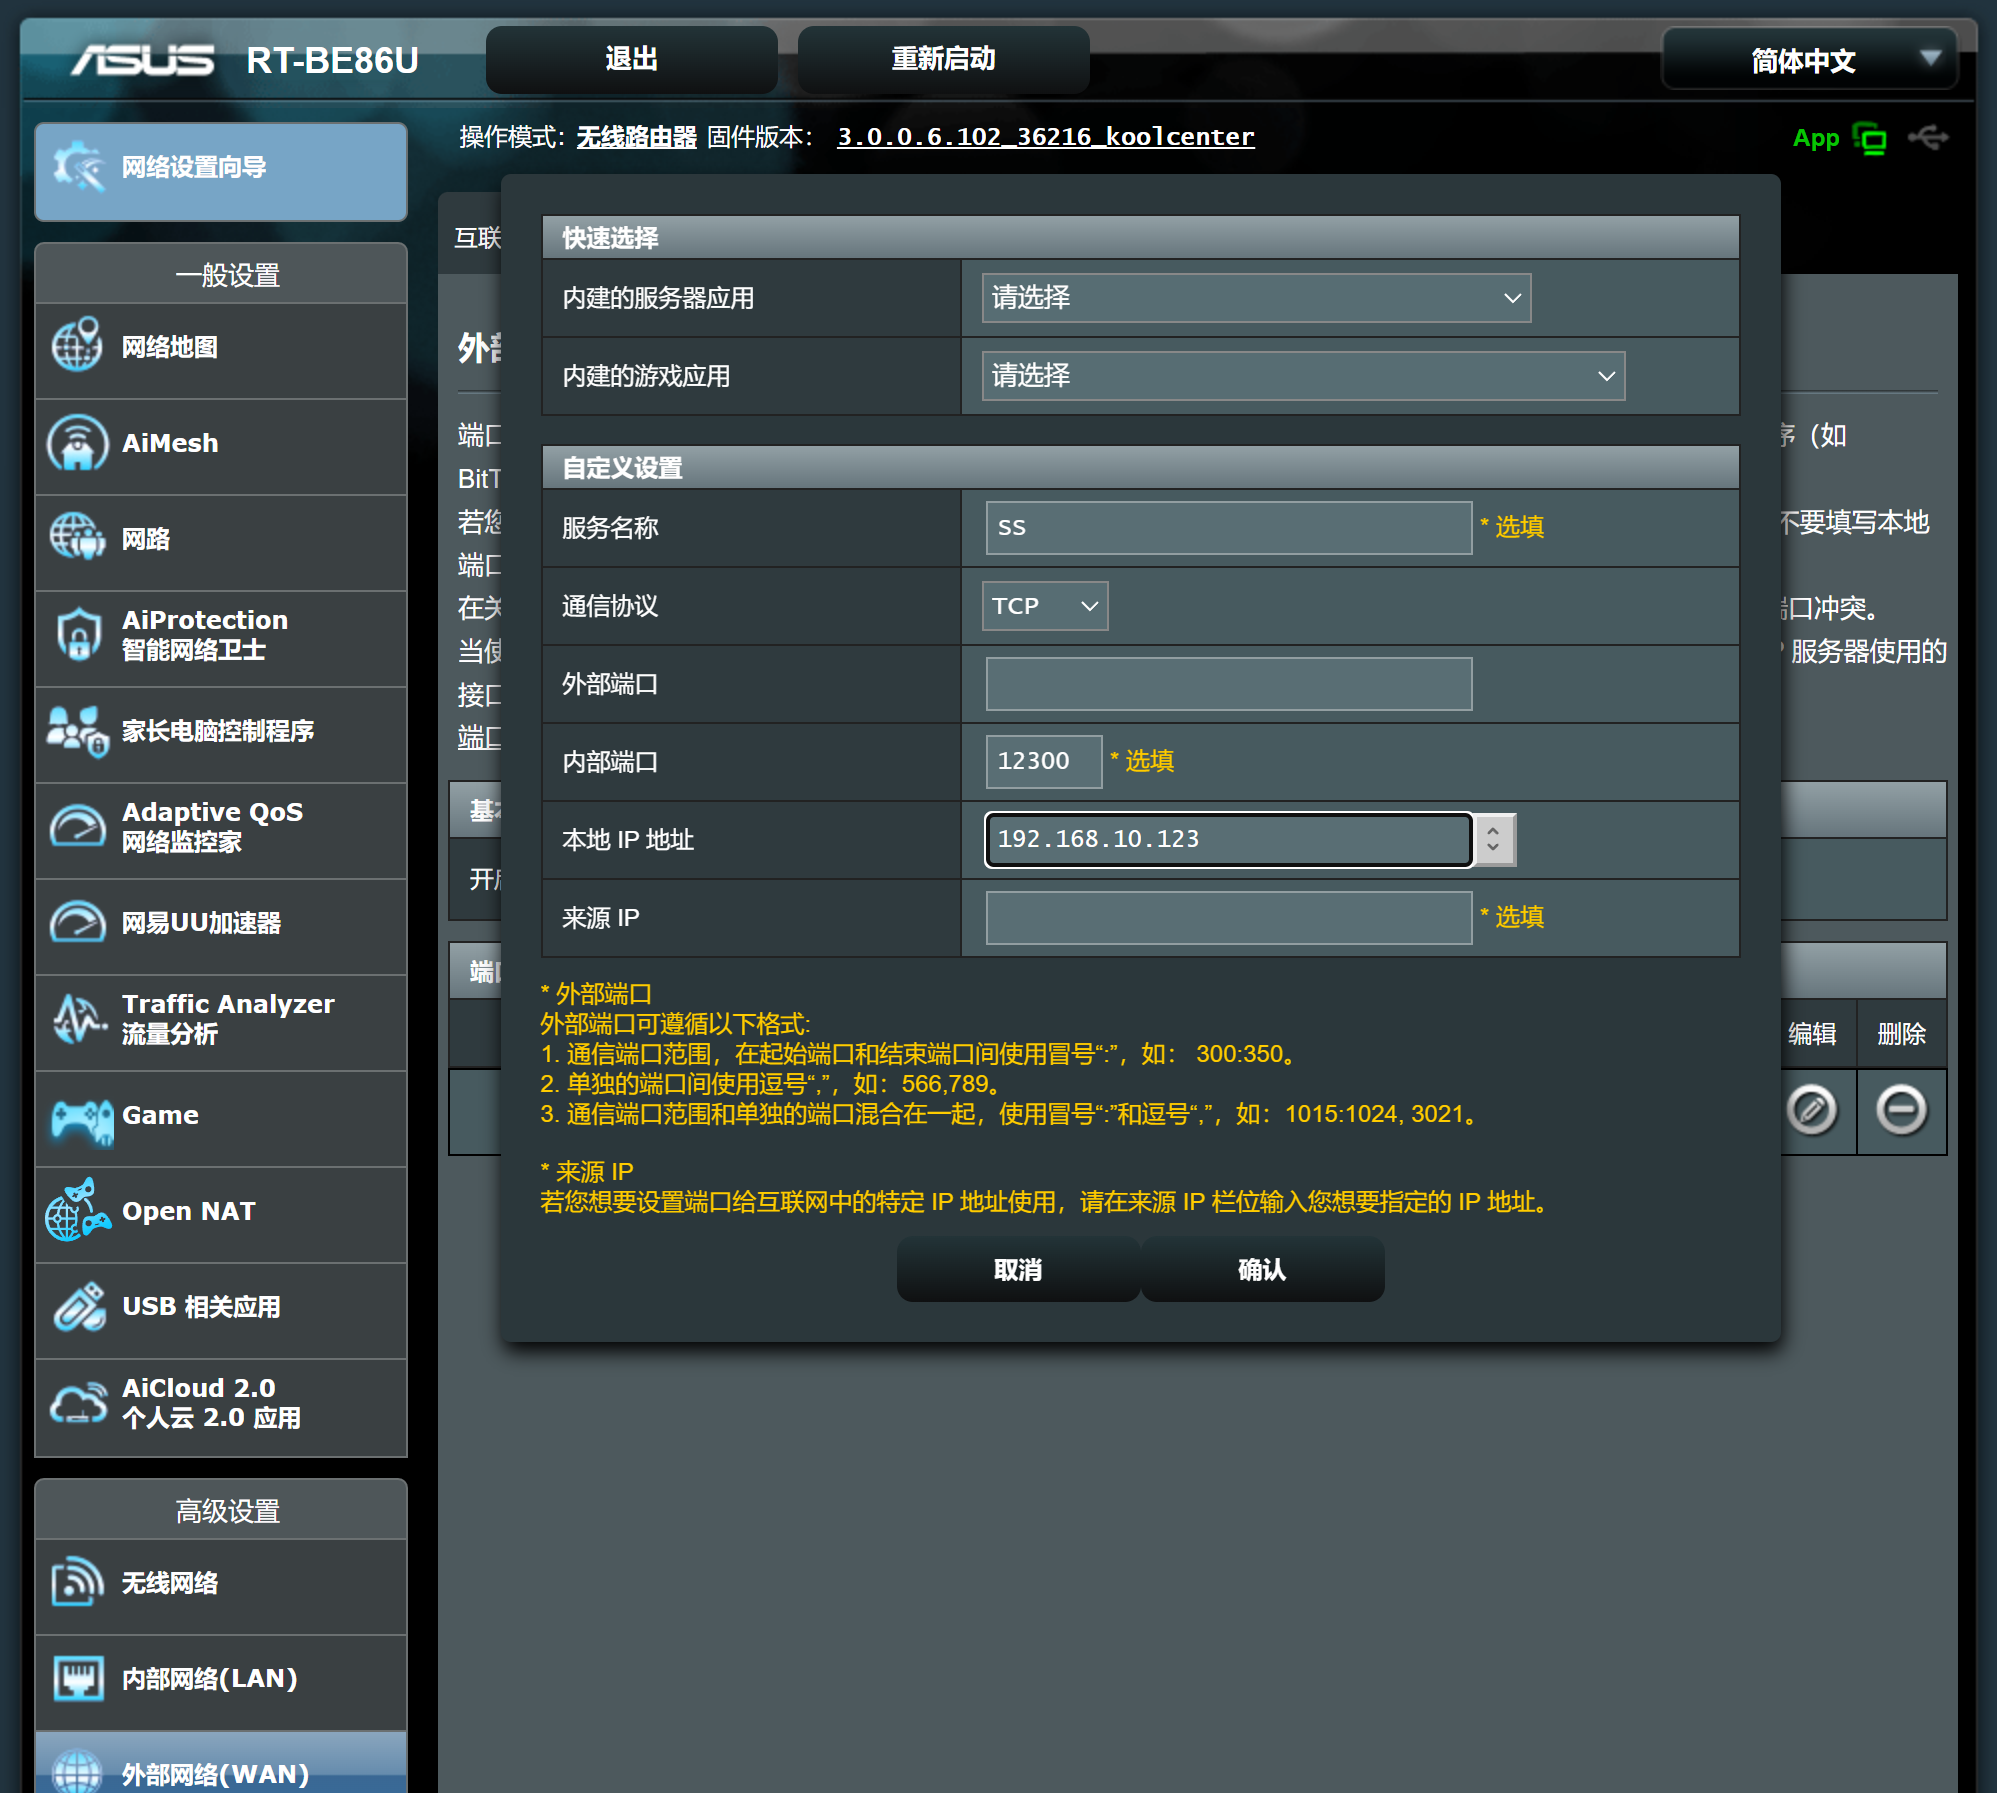 ASUS RT-BE86U 退出 重新启动 简体中文
操作模式: 无线路由器 固件版本: 3.0.0.6.102_36216_koolcenter App
网络设置向导
一般设置
网络地图
AiMesh
网路
AiProtection
智能网络卫士
家长电脑控制程序
Adaptive QoS
网络监控家
网易UU加速器
Traffic Analyzer
流量分析
Game
Open NAT
USB 相关应用
AiCloud 2.0
个人云 2.0 应用
高级设置
无线网络
内部网络(LAN)
外部网络(WAN)
互联
外部
端口
BitT
若您
端口
在关
当使
接口
端口
基本
开启
端口
序（如
不要填写本地
端口冲突。
服务器使用的
编辑 删除
快速选择
内建的服务器应用 请选择
内建的游戏应用 请选择
自定义设置
服务名称 ss * 选填
通信协议 TCP
外部端口
内部端口 12300 * 选填
本地 IP 地址 192.168.10.123
来源 IP * 选填
* 外部端口
外部端口可遵循以下格式:
1. 通信端口范围，在起始端口和结束端口间使用冒号“:”，如： 300:350。
2. 单独的端口间使用逗号“,”，如：566,789。
3. 通信端口范围和单独的端口混合在一起，使用冒号“:”和逗号“,”，如：1015:1024, 3021。
* 来源 IP
若您想要设置端口给互联网中的特定 IP 地址使用，请在来源 IP 栏位输入您想要指定的 IP 地址。
取消 确认